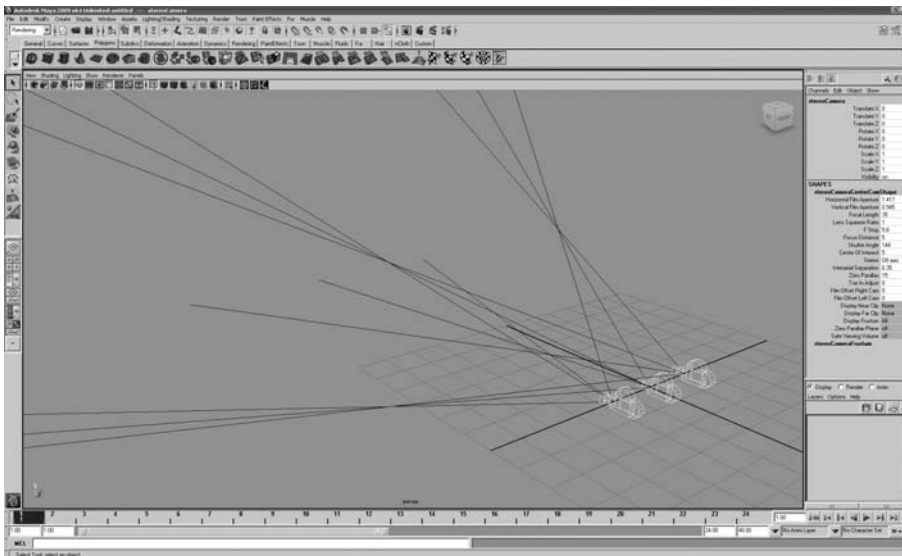 Autodesk Maya 2009 x64 Unlimited: untitled --- stereoCamera
File Edit Modify Create Display Window Assets Lighting/Shading Texturing Render Toon Paint Effects Fur Muscle Help
Rendering
General Curves Surfaces Polygons Subdivs Deformation Animation Dynamics Rendering PaintEffects Toon Muscle Fluids Fur Hair nCloth Custom
View Shading Lighting Show Renderer Panels
Channels Edit Object Show
stereoCamera
Translate X 0
Translate Y 0
Translate Z 0
Rotate X 0
Rotate Y 0
Rotate Z 0
Scale X 1
Scale Y 1
Scale Z 1
Visibility on
SHAPES
stereoCameraCenterCamShape
Horizontal Film Aperture 1.417
Vertical Film Aperture 0.945
Focal Length 35
Lens Squeeze Ratio 1
F Stop 5.6
Focus Distance 5
Shutter Angle 144
Center Of Interest 5
Stereo
Interaxial Separation 6.35
Zero Parallax 15
Toe In Adjust 0
Film Offset Right Cam 0
Film Offset Left Cam 0
Display Near Clip None
Display Far Clip None
Display Frustum All
Zero Parallax Plane off
Safe Viewing Volume off
stereoCameraFrustum
Display Render Anim
Layers Options Help
persp
2 3 4 5 6 7 8 9 10 11 12 13 14 15 16 17 18 19 20 21 22 23 24
1.00
1.00 1.00 24.00 48.00 No Anim Layer No Character Set
MEL
Select Tool: select an object